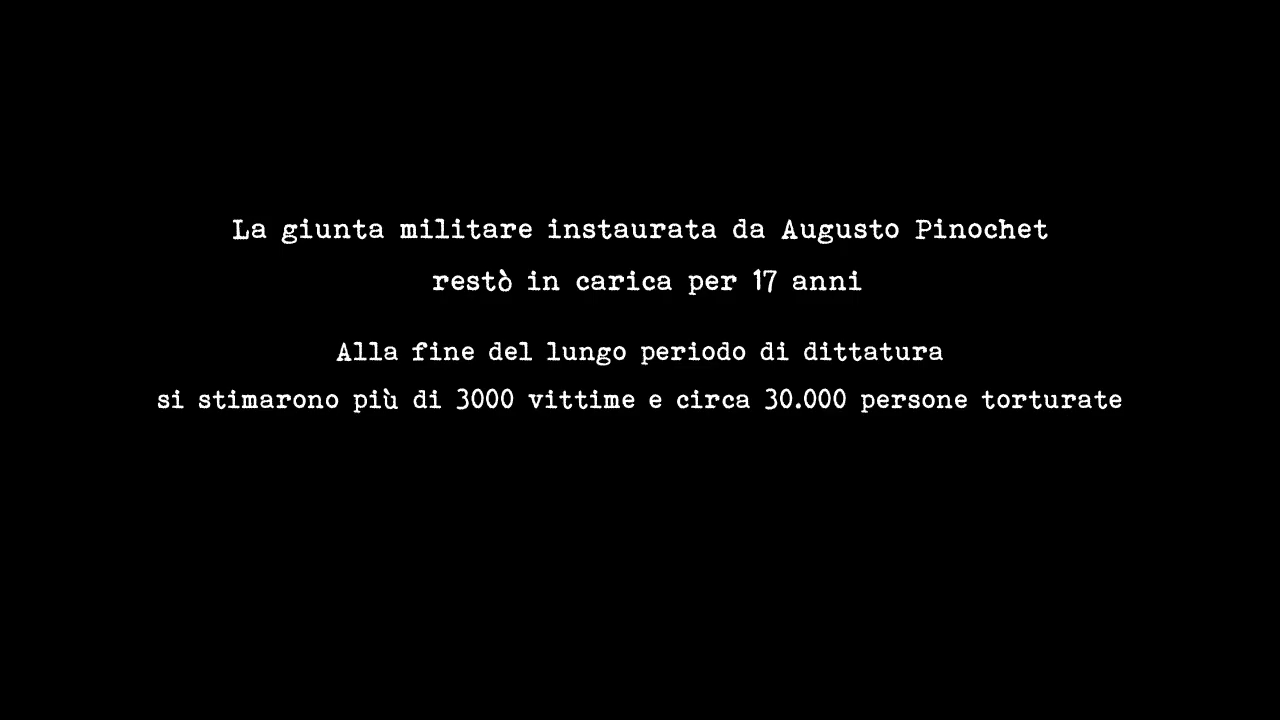 La giunta militare instaurata da Augusto Pinochet
restò in carica per 17 anni
Alla fine del lungo periodo di dittatura
si stimarono più di 3000 vittime e circa 30.000 persone torturate